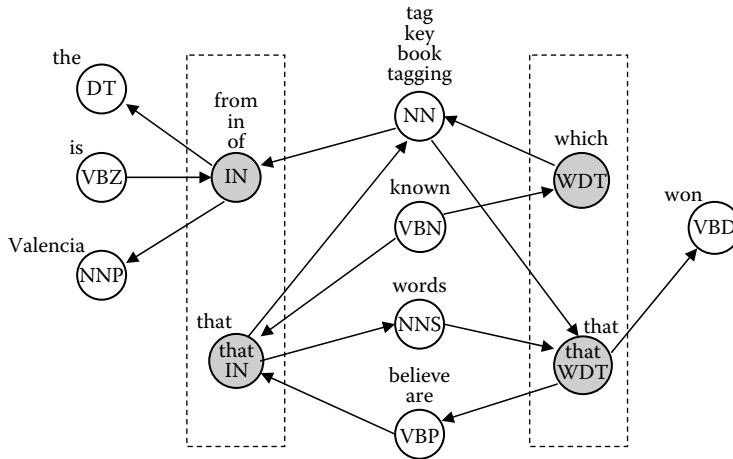 the
DT
is
VBZ
Valencia
NNP
from
in
of
IN
that
that
IN
tag
key
book
tagging
NN
known
VBN
words
NNS
believe
are
VBP
which
WDT
that
that
WDT
won
VBD